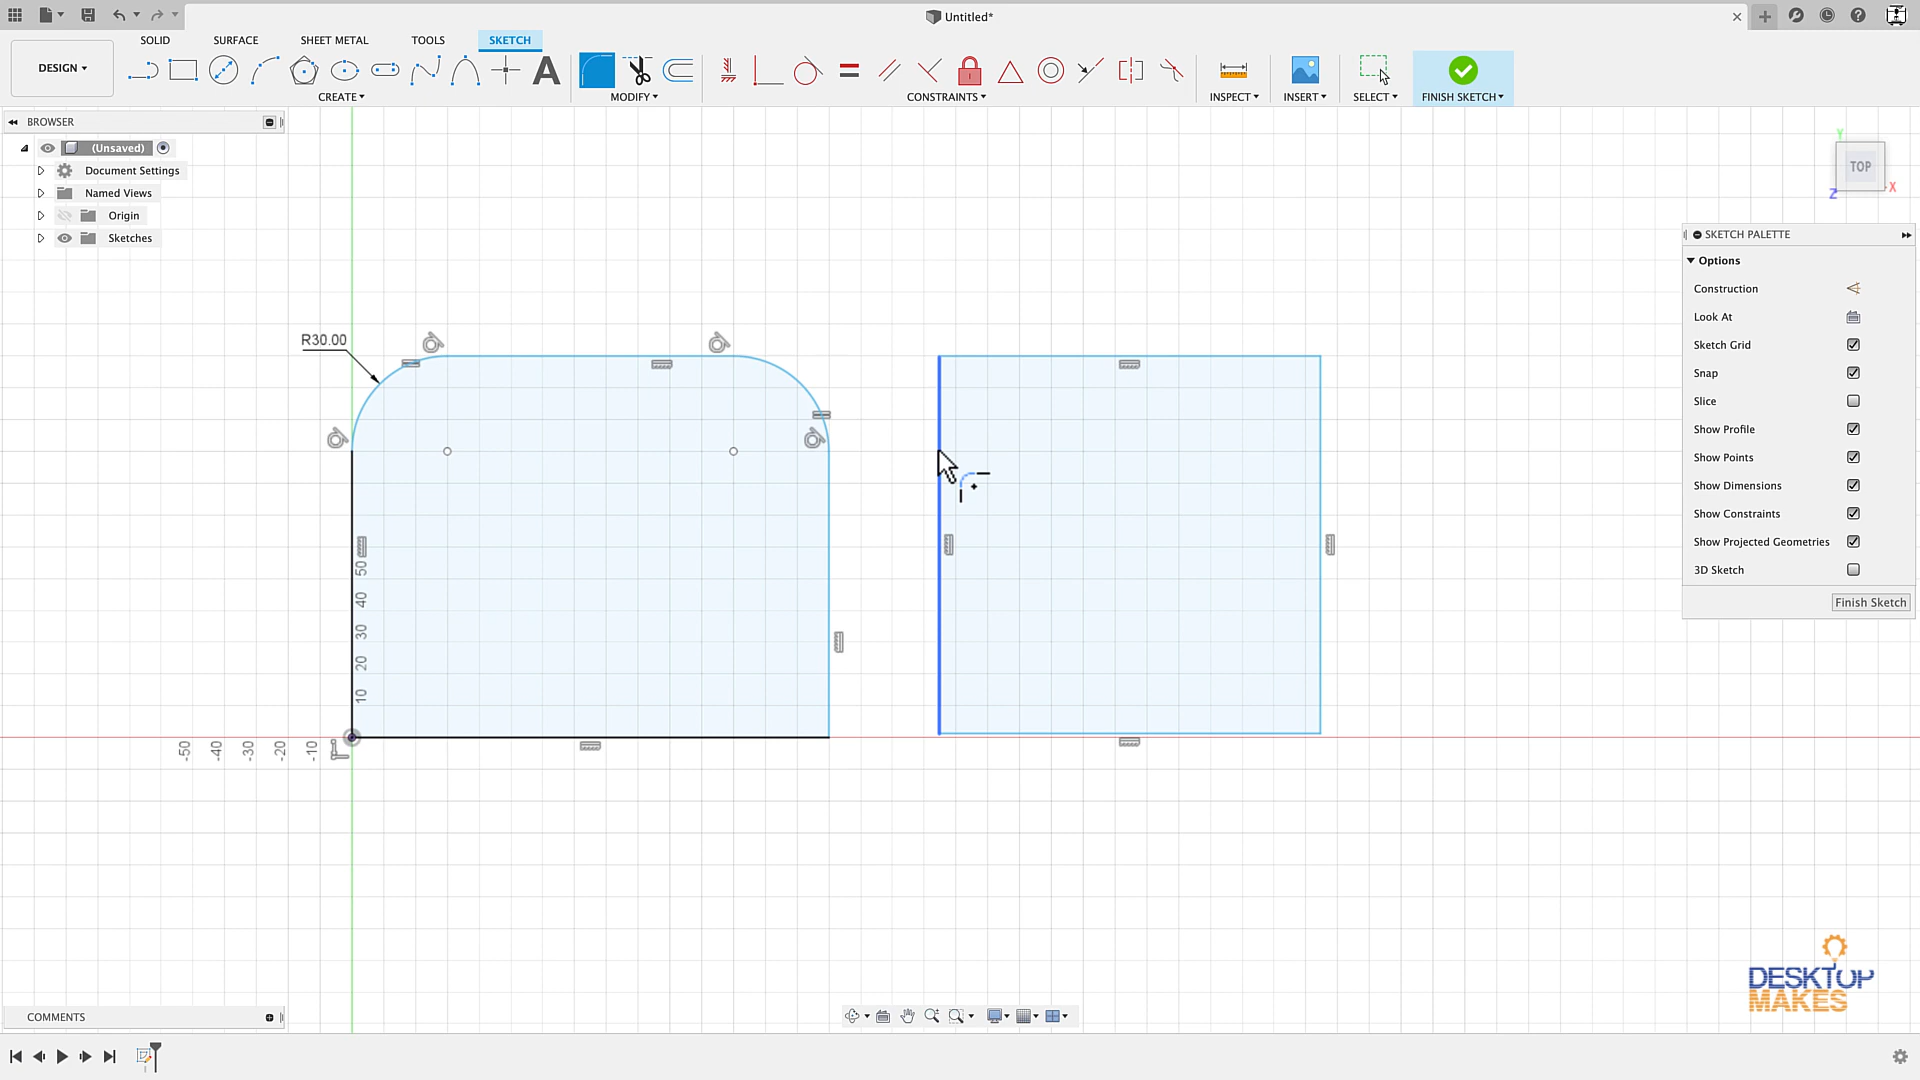 Untitled*
SOLID
SURFACE
SHEET METAL
TOOLS
SKETCH
DESIGN
CREATE
MODIFY
CONSTRAINTS
INSPECT
INSERT
SELECT
FINISH SKETCH
BROWSER
(Unsaved)
Document Settings
Named Views
Origin
Sketches
Y
TOP
X
Z
SKETCH PALETTE
Options
Construction
Look At
Sketch Grid
Snap
Slice
Show Profile
Show Points
Show Dimensions
Show Constraints
Show Projected Geometries
3D Sketch
Finish Sketch
R30.00
50
40
30
20
10
-50
-40
-30
-20
-10
DESKTOP
MAKES
COMMENTS